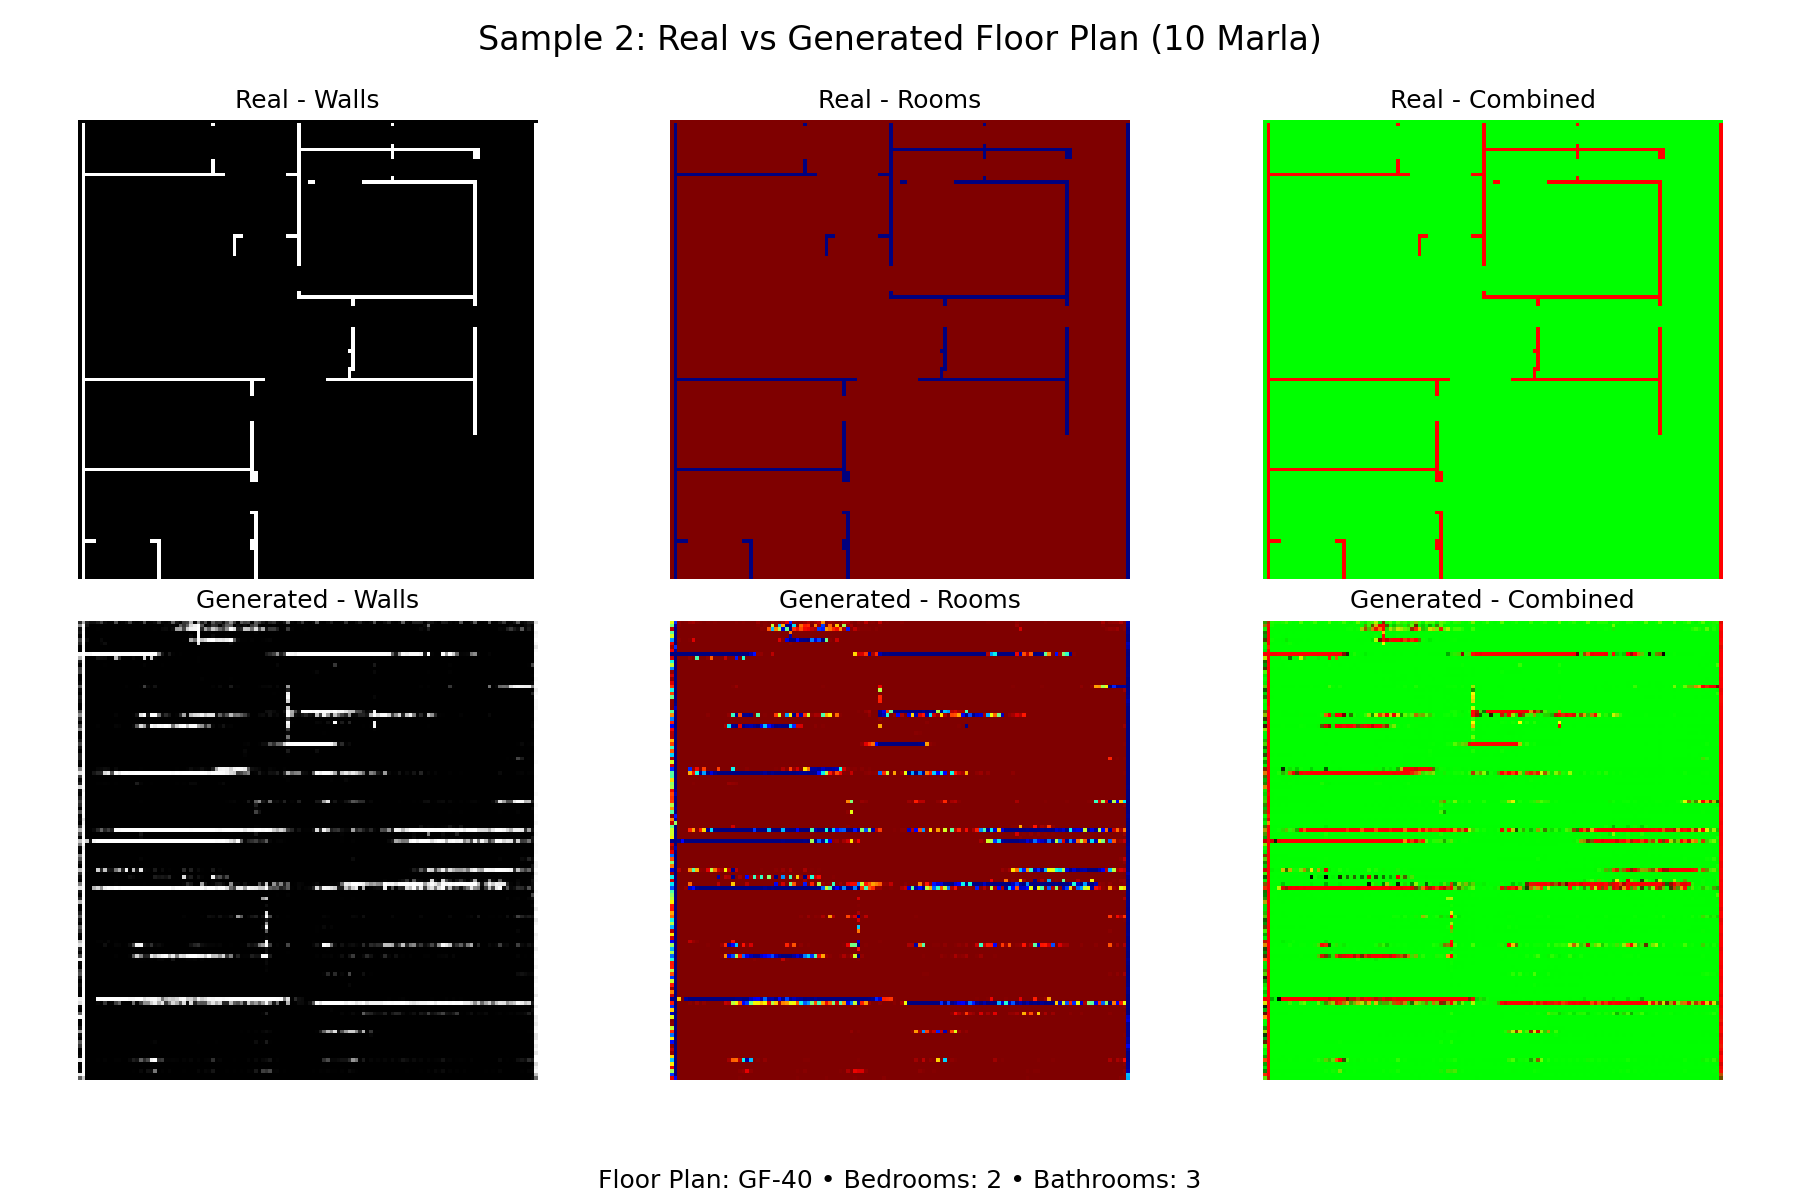 Sample 2: Real vs Generated Floor Plan (10 Marla)
Real - Walls
Real - Rooms
Real - Combined
Generated - Walls
Generated - Rooms
Generated - Combined
Floor Plan: GF-40 • Bedrooms: 2 • Bathrooms: 3